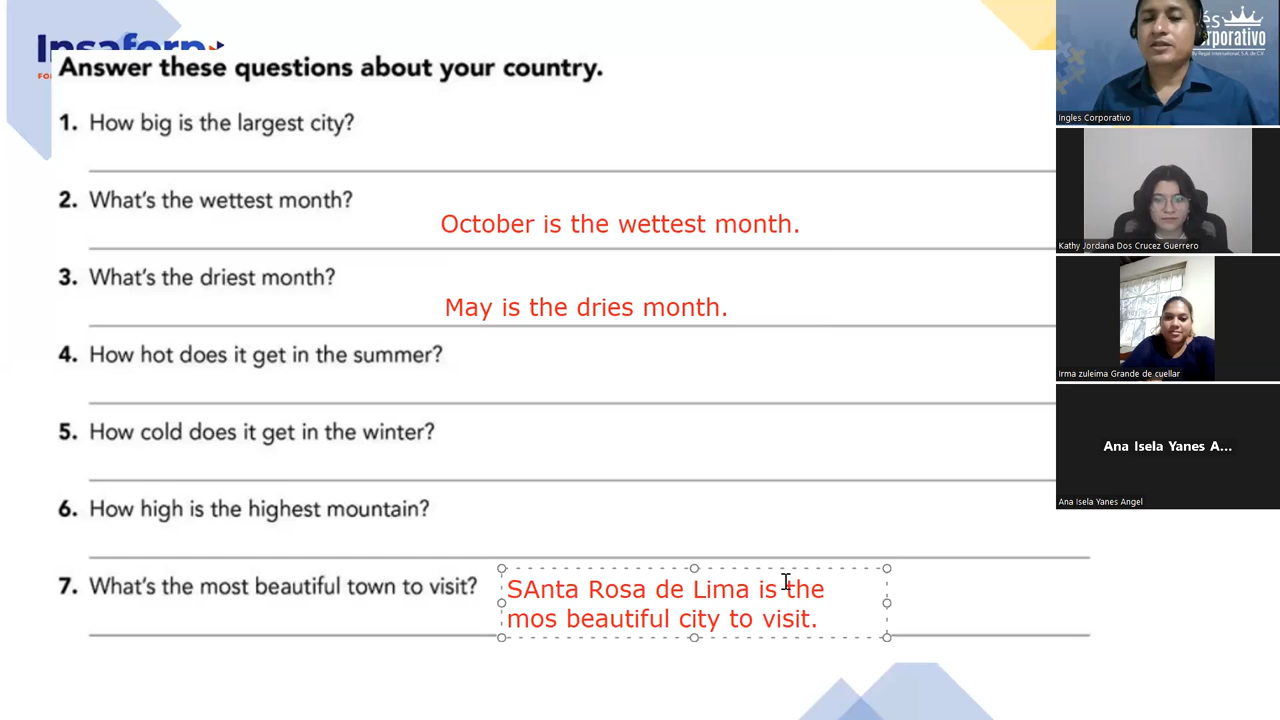 Insaforp
Answer these questions about your country.
1. How big is the largest city?
2. What's the wettest month?
October is the wettest month.
3. What's the driest month?
May is the dries month.
4. How hot does it get in the summer?
5. How cold does it get in the winter?
6. How high is the highest mountain?
7. What's the most beautiful town to visit?
SAnta Rosa de Lima is the
mos beautiful city to visit.
Ingles Corporativo
Kathy Jordana Dos Crucez Guerrero
Irma zuleima Grande de cuellar
Ana Isela Yanes A...
Ana Isela Yanes Angel